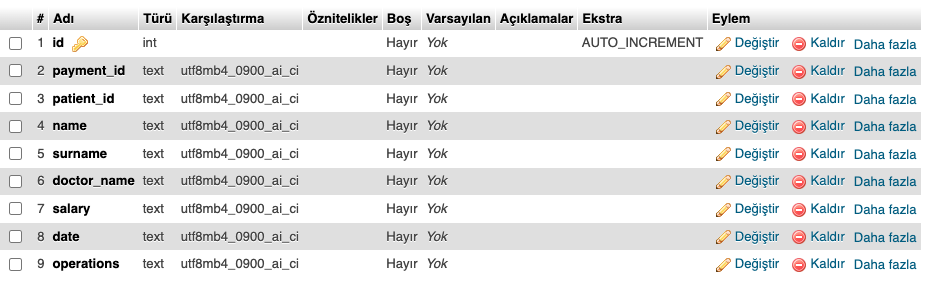 # Adı Türü Karşılaştırma Öznitelikler Boş Varsayılan Açıklamalar Ekstra Eylem
1 id int Hayır Yok AUTO_INCREMENT Değiştir Kaldır Daha fazla
2 payment_id text utf8mb4_0900_ai_ci Hayır Yok Değiştir Kaldır Daha fazla
3 patient_id text utf8mb4_0900_ai_ci Hayır Yok Değiştir Kaldır Daha fazla
4 name text utf8mb4_0900_ai_ci Hayır Yok Değiştir Kaldır Daha fazla
5 surname text utf8mb4_0900_ai_ci Hayır Yok Değiştir Kaldır Daha fazla
6 doctor_name text utf8mb4_0900_ai_ci Hayır Yok Değiştir Kaldır Daha fazla
7 salary text utf8mb4_0900_ai_ci Hayır Yok Değiştir Kaldır Daha fazla
8 date text utf8mb4_0900_ai_ci Hayır Yok Değiştir Kaldır Daha fazla
9 operations text utf8mb4_0900_ai_ci Hayır Yok Değiştir Kaldır Daha fazla